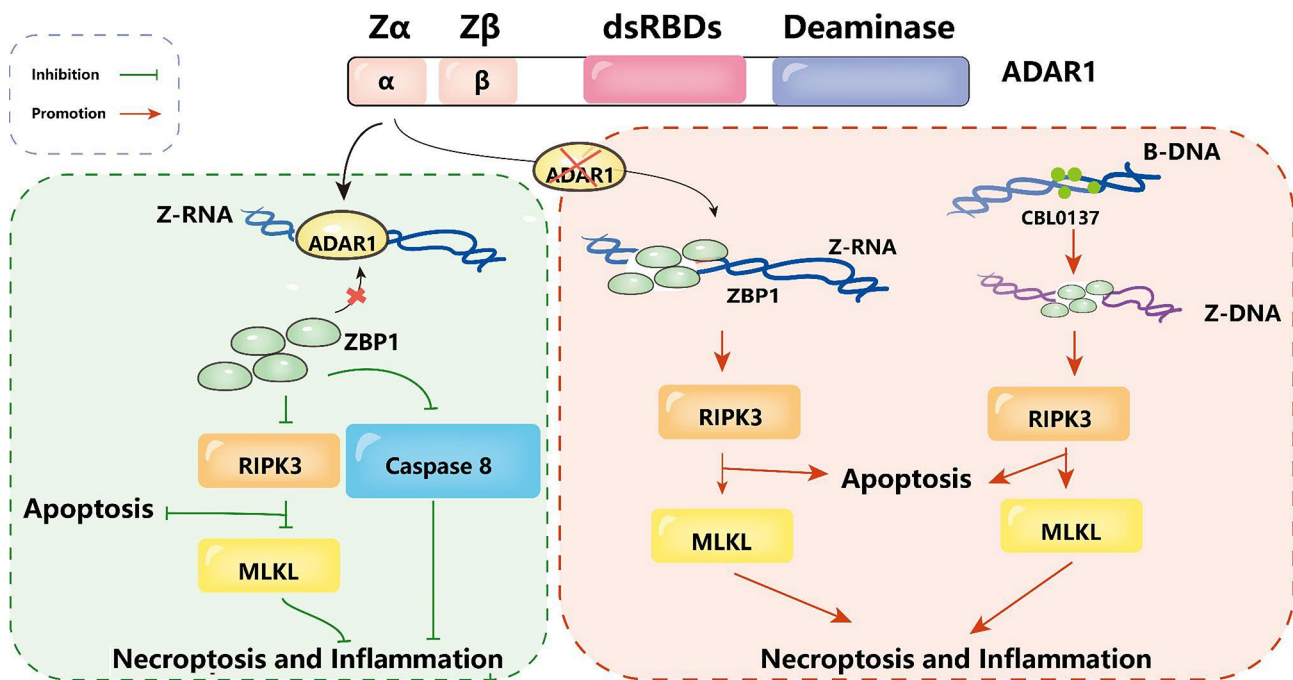 Zα Zβ dsRBDs Deaminase
α β ADAR1
Inhibition
Promotion
Z-RNA
ADAR1
ZBP1
RIPK3
Caspase 8
Apoptosis
MLKL
Necroptosis and Inflammation
ADAR1
Z-RNA
ZBP1
RIPK3
Apoptosis
MLKL
B-DNA
CBL0137
Z-DNA
RIPK3
MLKL
Necroptosis and Inflammation